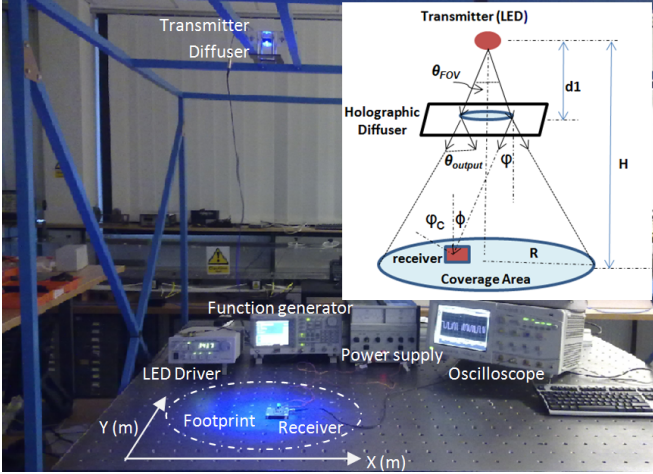 Transmitter
Diffuser
Transmitter (LED)
θFOV
d1
Holographic
Diffuser
θoutput
φ
H
φC
ϕ
receiver
R
Coverage Area
Function generator
Power supply
LED Driver
Oscilloscope
Footprint
Receiver
Y (m)
X (m)